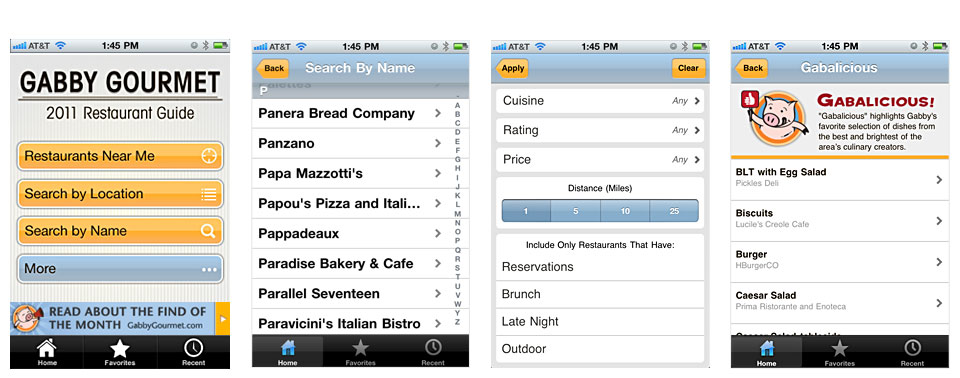 AT&T 1:45 PM
GABBY GOURMET
2011 Restaurant Guide
Restaurants Near Me
Search by Location
Search by Name
More
READ ABOUT THE FIND OF
THE MONTH GabbyGourmet.com
Home Favorites Recent
AT&T 1:45 PM
Back Search By Name
P
Panera Bread Company
Panzano
Papa Mazzotti's
Papou's Pizza and Itali...
Pappadeaux
Paradise Bakery & Cafe
Parallel Seventeen
Paravicini's Italian Bistro
A
B
C
D
E
F
G
H
I
J
K
L
M
N
O
P
Q
R
S
T
U
V
W
X
Y
Z
Home Favorites Recent
AT&T 1:45 PM
Apply Clear
Cuisine Any
Rating Any
Price Any
Distance (Miles)
1 5 10 25
Include Only Restaurants That Have:
Reservations
Brunch
Late Night
Outdoor
AT&T 1:45 PM
Back Gabalicious
GABALICIOUS!
"Gabalicious" highlights Gabby's
favorite selection of dishes from
the best and brightest of the
area's culinary creators.
BLT with Egg Salad
Pickles Deli
Biscuits
Lucile's Creole Cafe
Burger
HBurgerCO
Caesar Salad
Prima Ristorante and Enoteca
Home Favorites Recent